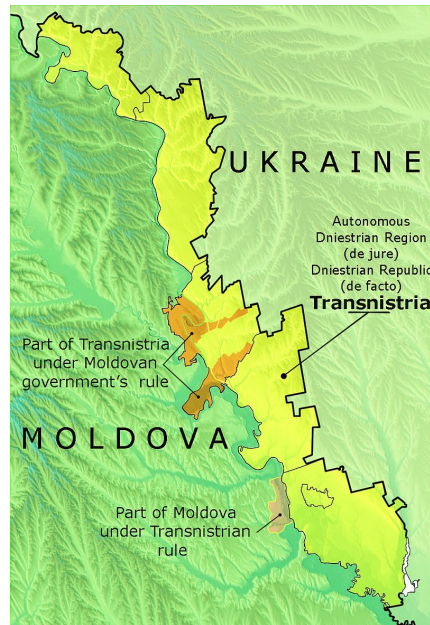 UKRAINE
Autonomous
Dniestrian Region
(de jure)
Dniestrian Republic
(de facto)
Transnistria
Part of Transnistria
under Moldovan
government's rule
MOLDOVA
Part of Moldova
under Transnistrian
rule